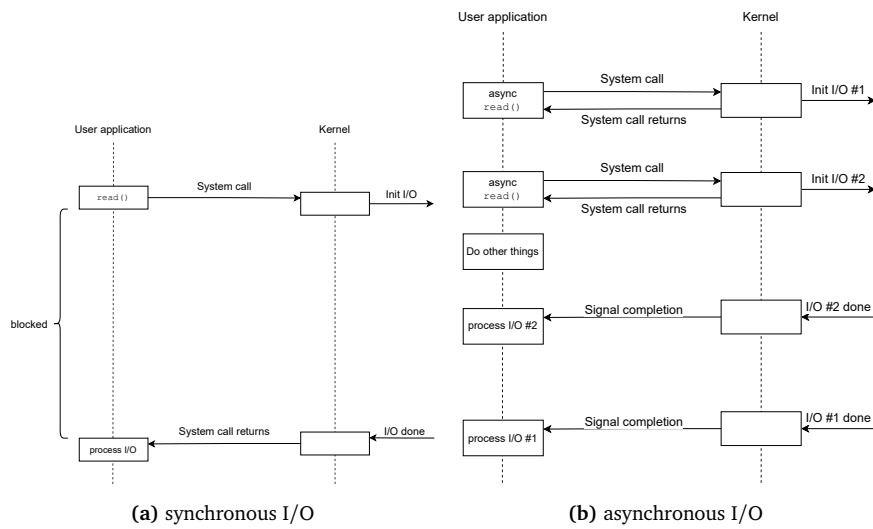 User application
Kernel
read()
System call
Init I/O
blocked
process I/O
System call returns
I/O done
(a) synchronous I/O
User application
Kernel
async
read()
System call
System call returns
Init I/O #1
async
read()
System call
System call returns
Init I/O #2
Do other things
process I/O #2
Signal completion
I/O #2 done
process I/O #1
Signal completion
I/O #1 done
(b) asynchronous I/O